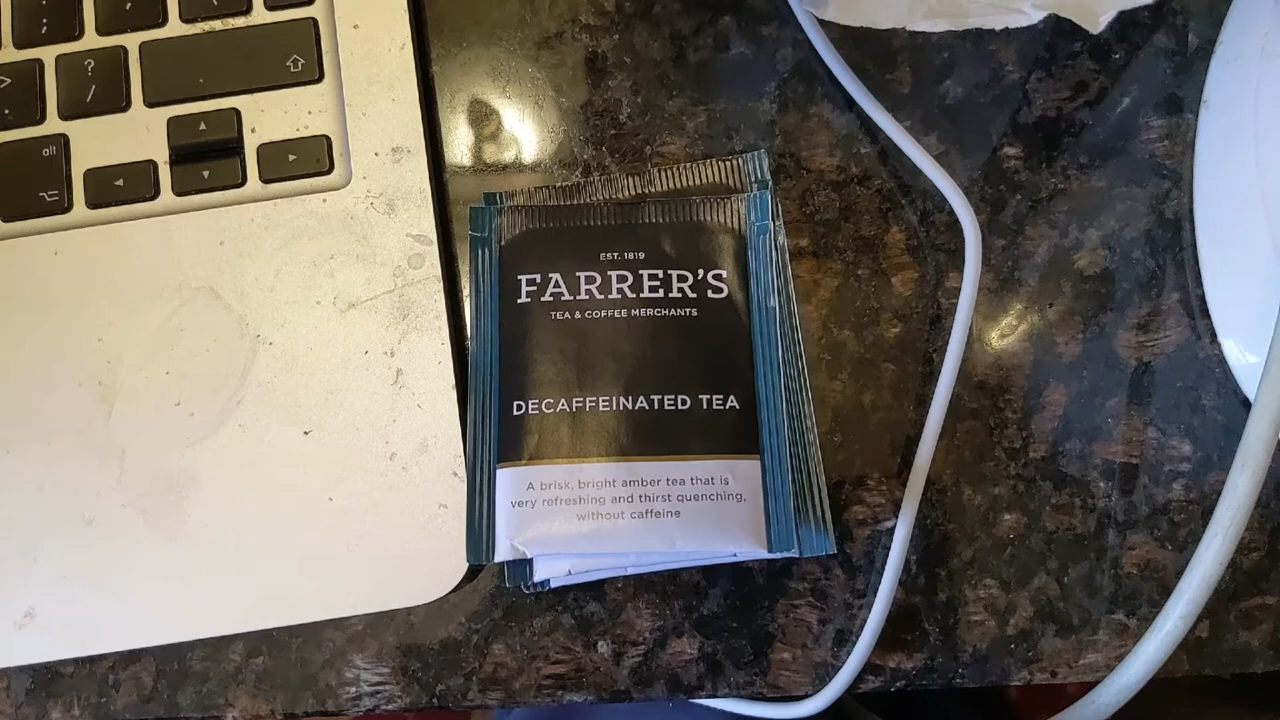 : ;
> .
? /
alt
EST. 1819
FARRER'S
TEA & COFFEE MERCHANTS
DECAFFEINATED TEA
A brisk, bright amber tea that is
very refreshing and thirst quenching,
without caffeine